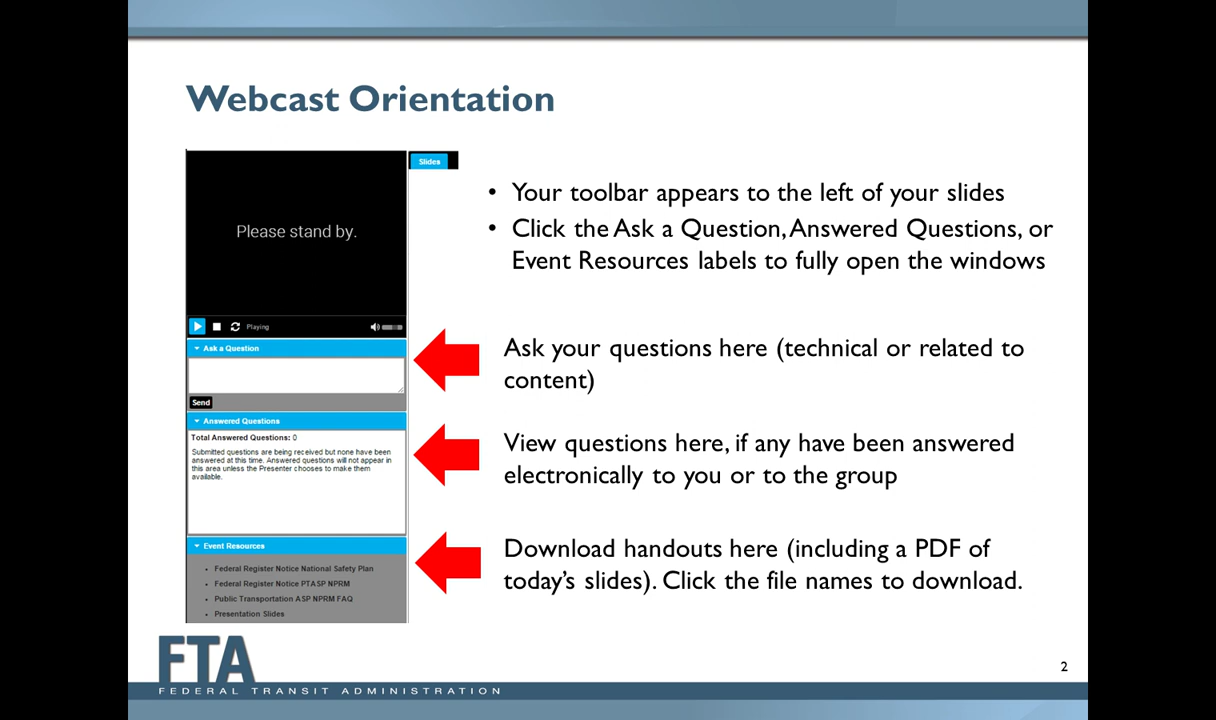 Webcast Orientation
Slides
Please stand by.
Playing
Ask a Question
Send
Answered Questions
Total Answered Questions: 0
Submitted questions are being received but none have been
answered at this time. Answered questions will not appear in
this area unless the Presenter chooses to make them
available.
Event Resources
• Federal Register Notice National Safety Plan
• Federal Register Notice PTASP NPRM
• Public Transportation ASP NPRM FAQ
• Presentation Slides
• Your toolbar appears to the left of your slides
• Click the Ask a Question, Answered Questions, or
Event Resources labels to fully open the windows
Ask your questions here (technical or related to
content)
View questions here, if any have been answered
electronically to you or to the group
Download handouts here (including a PDF of
today's slides). Click the file names to download.
2
FTA
FEDERAL TRANSIT ADMINISTRATION